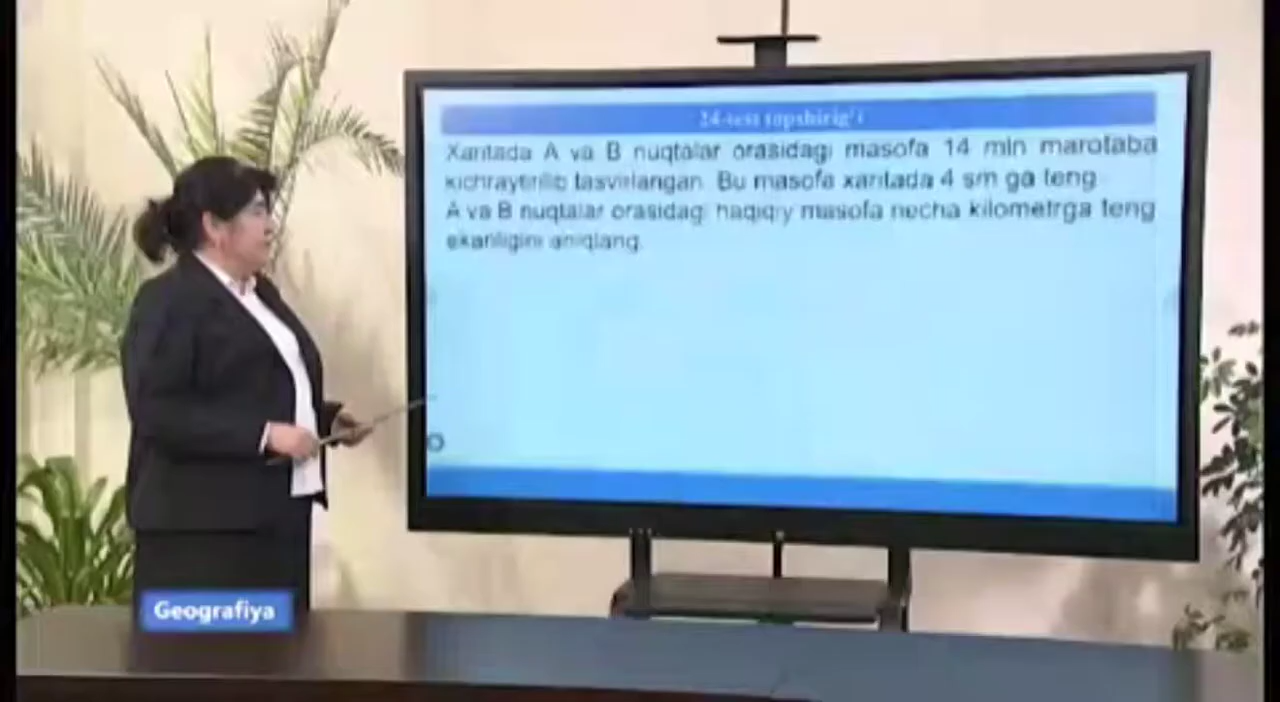 24-test topshirig'i
Xaritada A va B nuqtalar orasidagi masofa 14 mln marotaba
kichraytirilib tasvirlangan. Bu masofa xaritada 4 sm ga teng.
A va B nuqtalar orasidagi haqiqiy masofa necha kilometrga teng
ekanligini aniqlang.
Geografiya